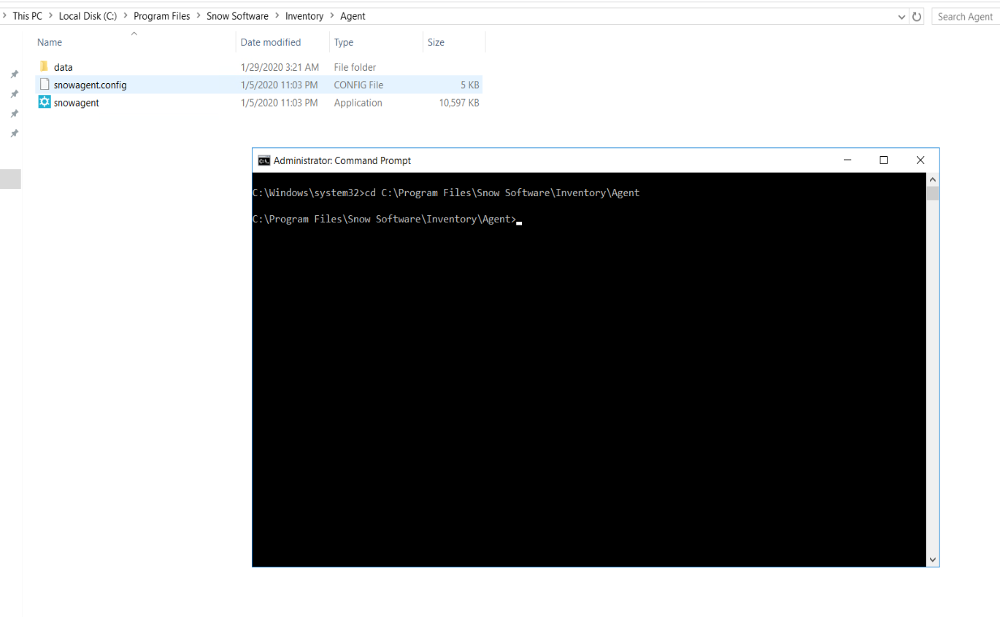 This PC > Local Disk (C:) > Program Files > Snow Software > Inventory > Agent
Search Agent
Name Date modified Type Size
data 1/29/2020 3:21 AM File folder
snowagent.config 1/5/2020 11:03 PM CONFIG File 5 KB
snowagent 1/5/2020 11:03 PM Application 10,597 KB
Administrator: Command Prompt
C:\Windows\system32>cd C:\Program Files\Snow Software\Inventory\Agent
C:\Program Files\Snow Software\Inventory\Agent>